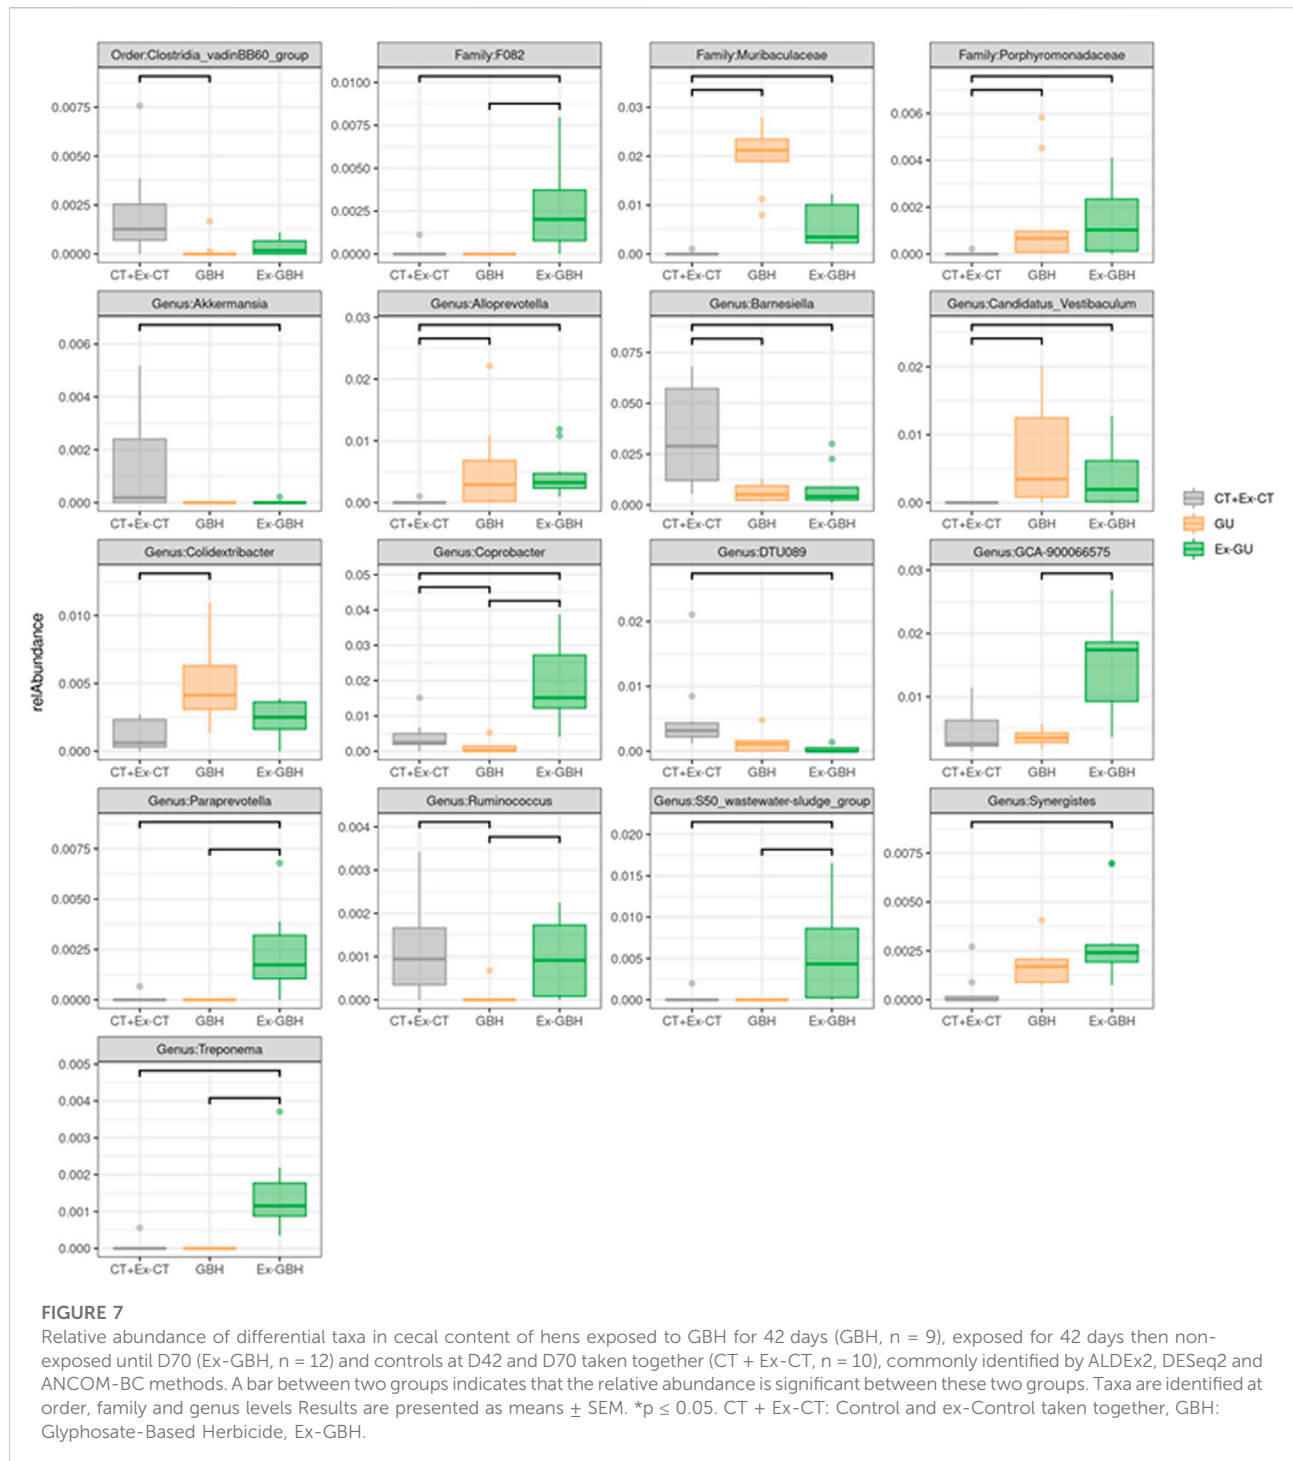 Order:Clostridia_vadinBB60_group
Family:F082
Family:Muribaculaceae
Family:Porphyromonadaceae
0.0075
0.0050
0.0025
0.0000
0.0100
0.0075
0.0050
0.0025
0.0000
0.03
0.02
0.01
0.00
0.006
0.004
0.002
0.000
CT+Ex-CT GBH Ex-GBH
CT+Ex-CT GBH Ex-GBH
CT+Ex-CT GBH Ex-GBH
CT+Ex-CT GBH Ex-GBH
Genus:Akkermansia
Genus:Alloprevotella
Genus:Barnesiella
Genus:Candidatus_Vestibaculum
0.006
0.004
0.002
0.000
0.03
0.02
0.01
0.00
0.075
0.050
0.025
0.000
0.02
0.01
0.00
CT+Ex-CT GBH Ex-GBH
CT+Ex-CT GBH Ex-GBH
CT+Ex-CT GBH Ex-GBH
CT+Ex-CT GBH Ex-GBH
CT+Ex-CT
GU
Ex-GU
relAbundance
Genus:Colidextribacter
Genus:Coprobacter
Genus:DTU089
Genus:GCA-900066575
0.010
0.005
0.000
0.05
0.04
0.03
0.02
0.01
0.00
0.02
0.01
0.00
0.03
0.02
0.01
CT+Ex-CT GBH Ex-GBH
CT+Ex-CT GBH Ex-GBH
CT+Ex-CT GBH Ex-GBH
CT+Ex-CT GBH Ex-GBH
Genus:Paraprevotella
Genus:Ruminococcus
Genus:S50_wastewater-sludge_group
Genus:Synergistes
0.0075
0.0050
0.0025
0.0000
0.004
0.003
0.002
0.001
0.000
0.020
0.015
0.010
0.005
0.000
0.0075
0.0050
0.0025
0.0000
CT+Ex-CT GBH Ex-GBH
CT+Ex-CT GBH Ex-GBH
CT+Ex-CT GBH Ex-GBH
CT+Ex-CT GBH Ex-GBH
Genus:Treponema
0.005
0.004
0.003
0.002
0.001
0.000
CT+Ex-CT GBH Ex-GBH
FIGURE 7
Relative abundance of differential taxa in cecal content of hens exposed to GBH for 42 days (GBH, n = 9), exposed for 42 days then non-
exposed until D70 (Ex-GBH, n = 12) and controls at D42 and D70 taken together (CT + Ex-CT, n = 10), commonly identified by ALDEx2, DESeq2 and
ANCOM-BC methods. A bar between two groups indicates that the relative abundance is significant between these two groups. Taxa are identified at
order, family and genus levels Results are presented as means ± SEM. *p ≤ 0.05. CT + Ex-CT: Control and ex-Control taken together, GBH:
Glyphosate-Based Herbicide, Ex-GBH.